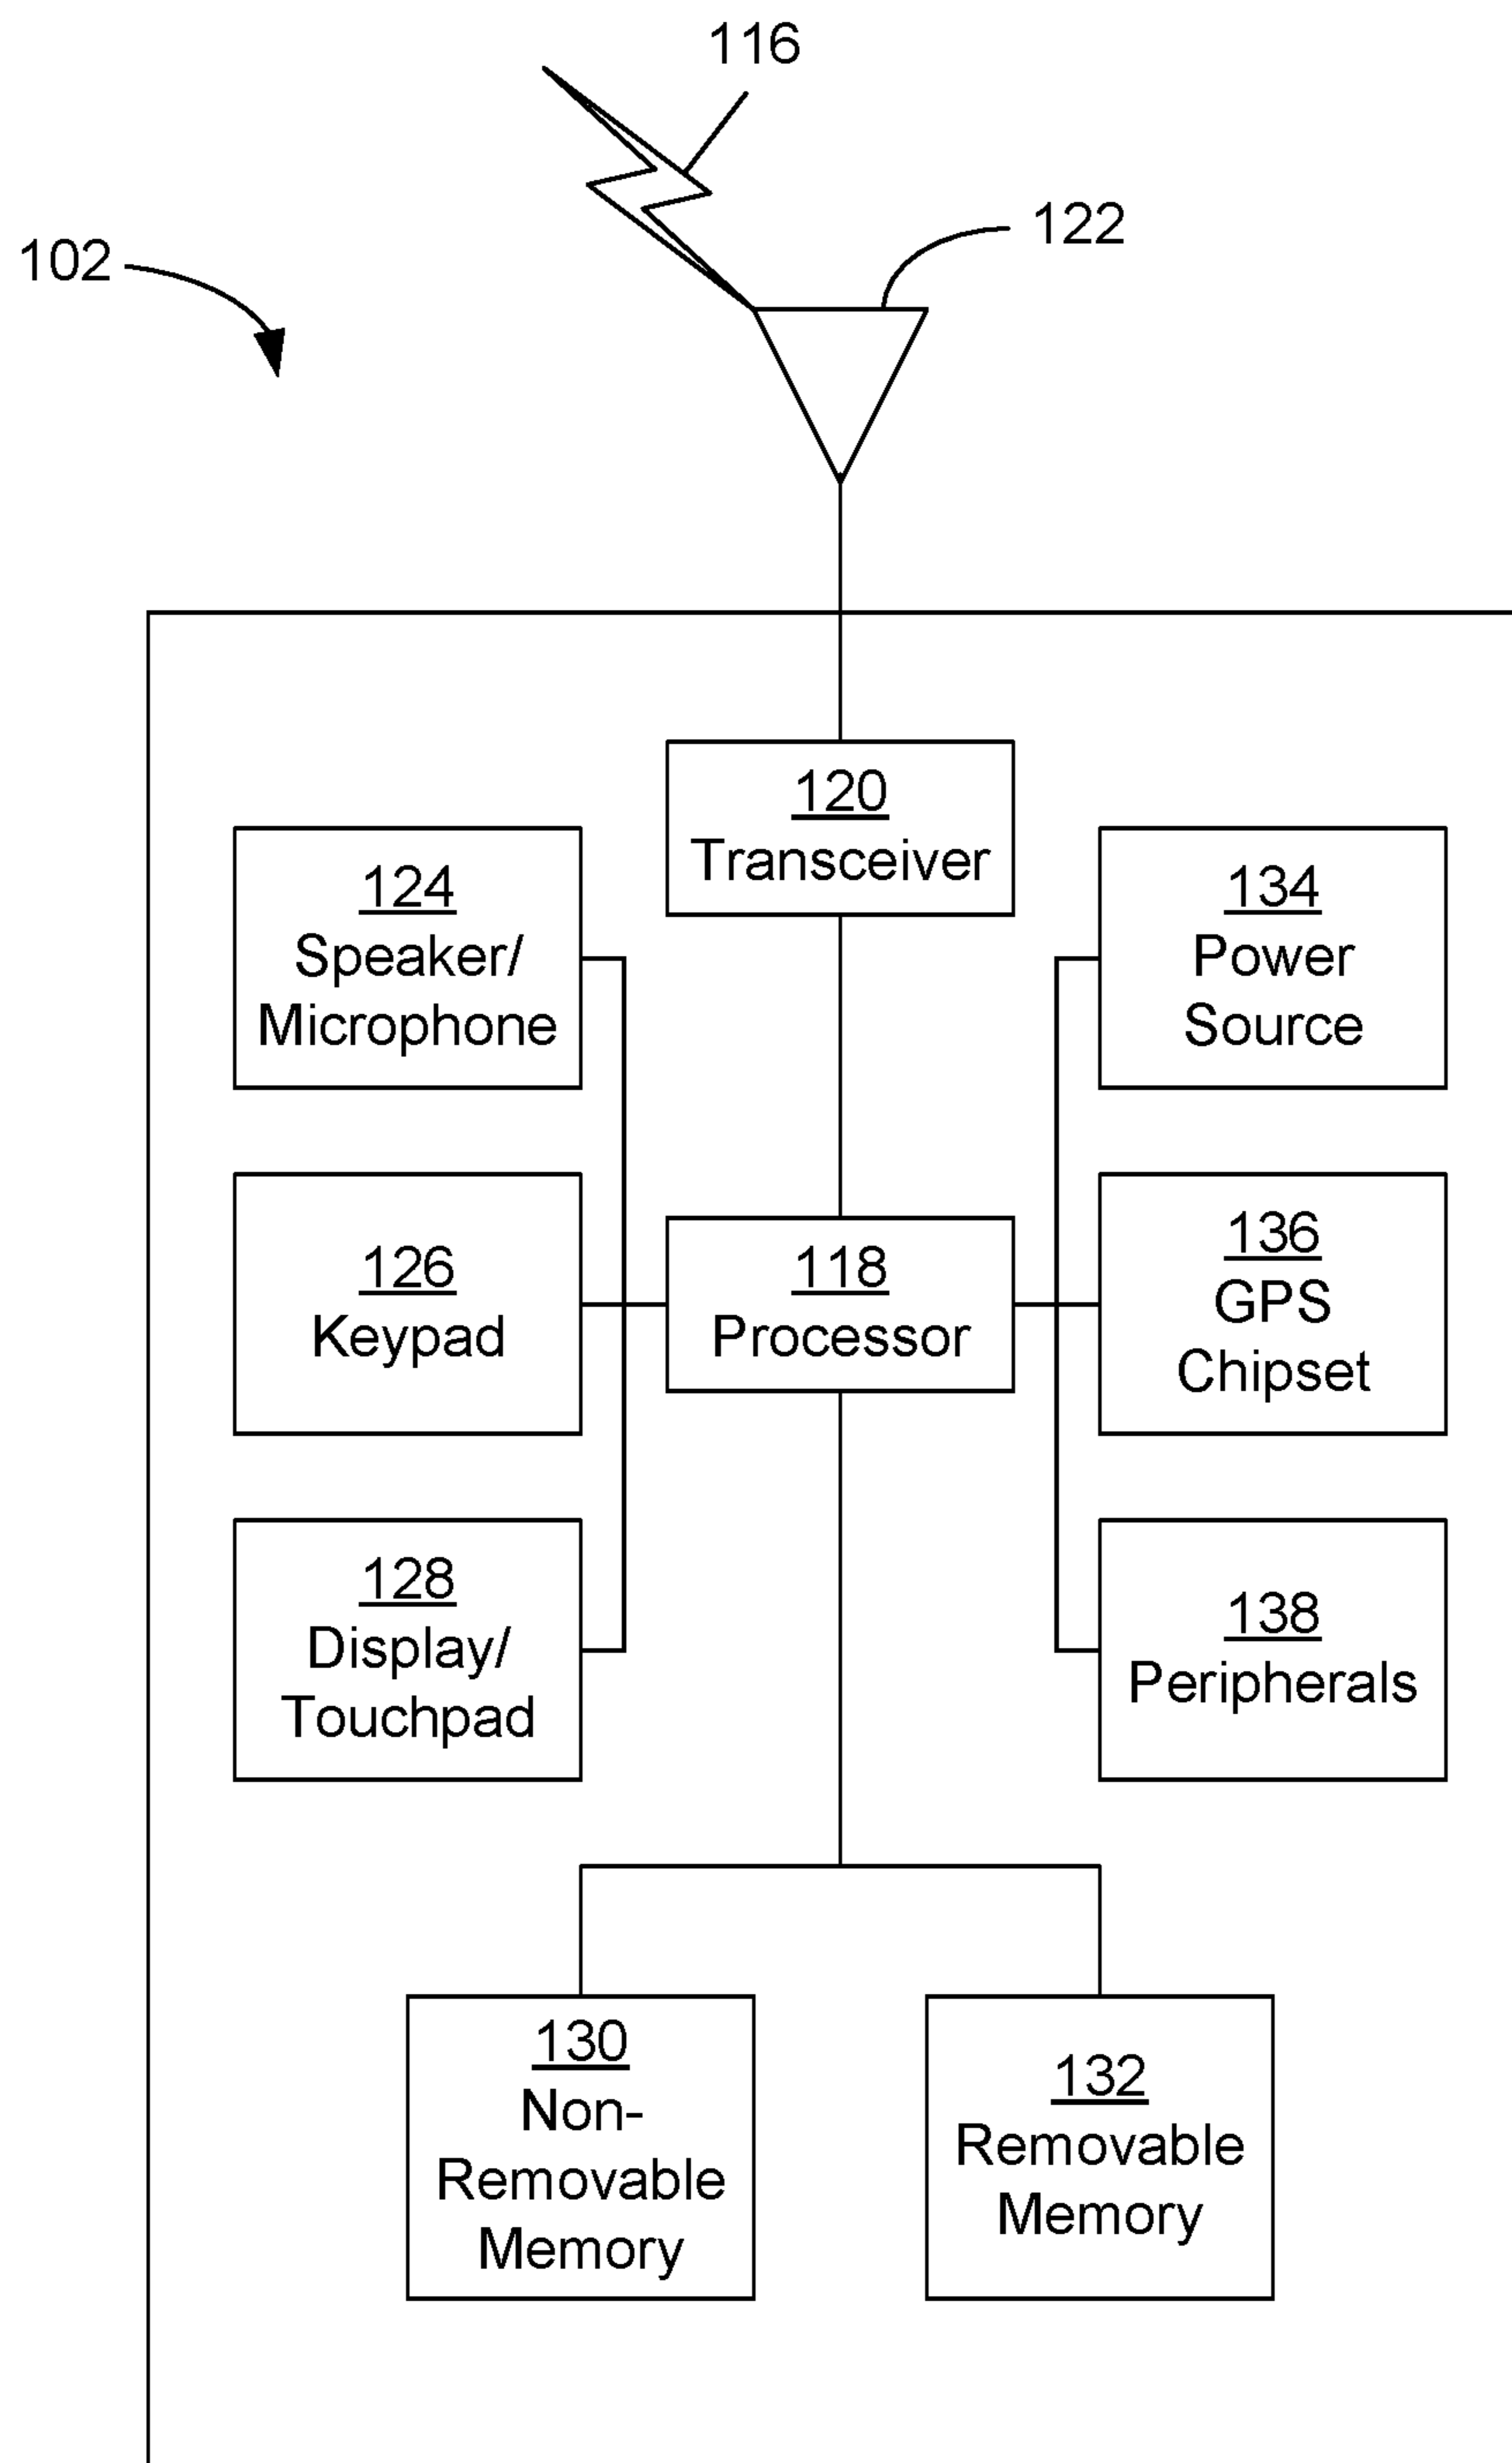 116
122
102
120
Transceiver
124
Speaker/
Microphone
134
Power
Source
126
Keypad
118
Processor
136
GPS
Chipset
128
Display/
Touchpad
138
Peripherals
130
Non-
Removable
Memory
132
Removable
Memory